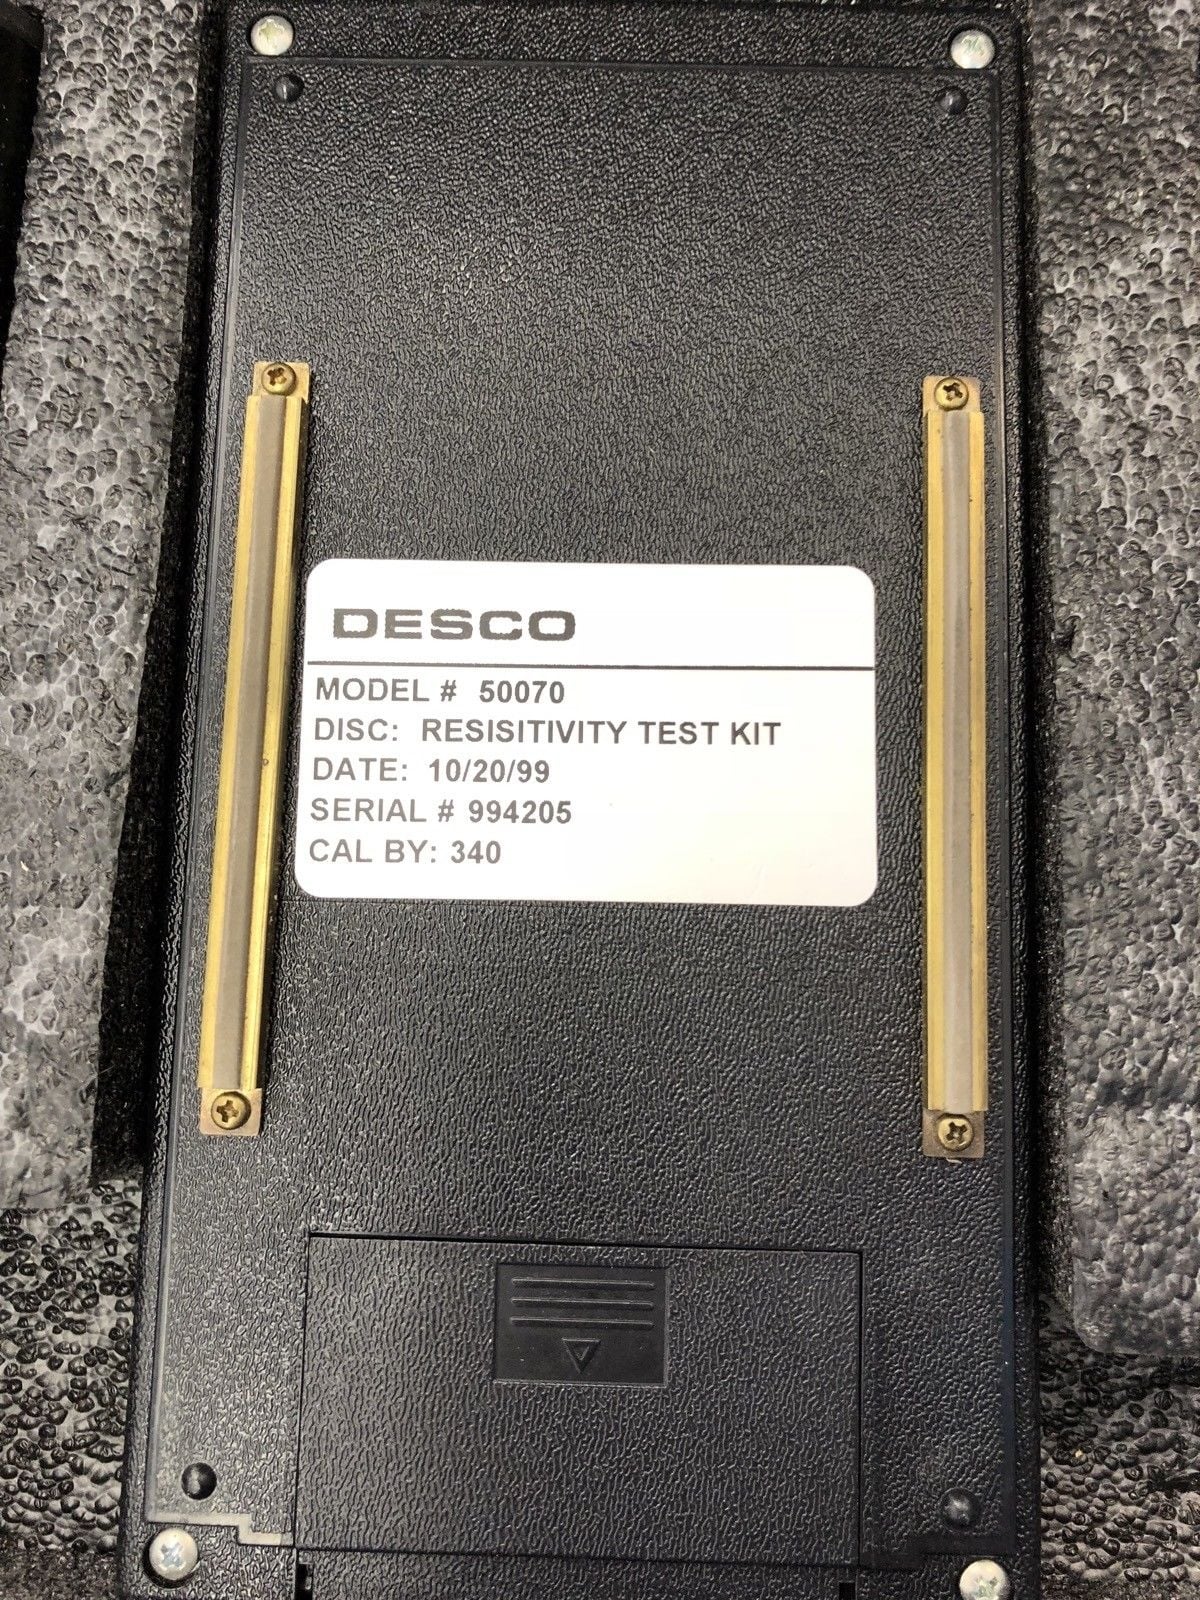 DESCO
MODEL # 50070
DISC: RESISITIVITY TEST KIT
DATE: 10/20/99
SERIAL # 994205
CAL BY: 340